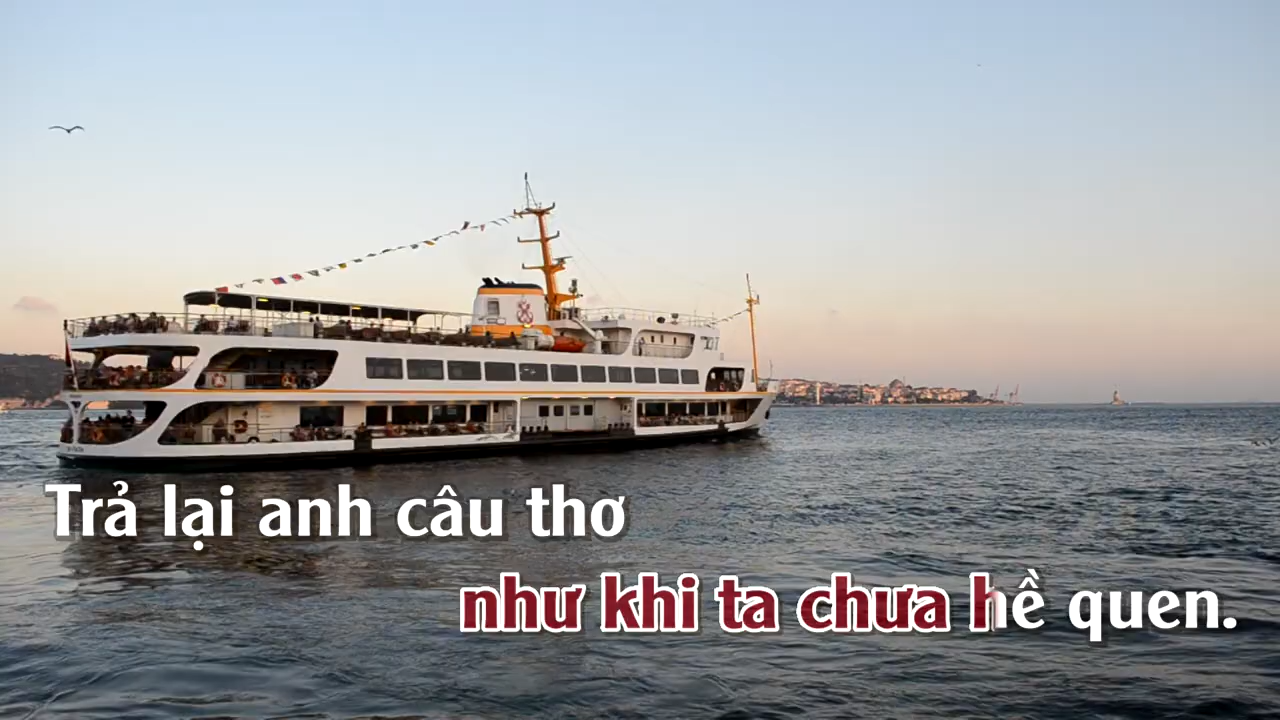 Trả lại anh câu thơ
như khi ta chưa hề quen.